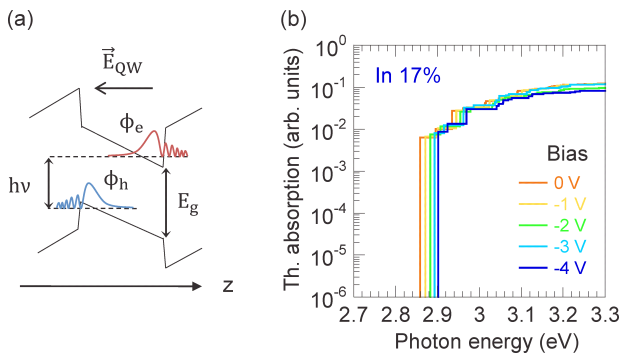 (a)
E⃗QW
ϕe
hν
ϕh
Eg
z
(b)
Th. absorption (arb. units)
10^0
10^-1
10^-2
10^-3
10^-4
10^-5
10^-6
In 17%
Bias
0 V
-1 V
-2 V
-3 V
-4 V
2.7 2.8 2.9 3 3.1 3.2 3.3
Photon energy (eV)